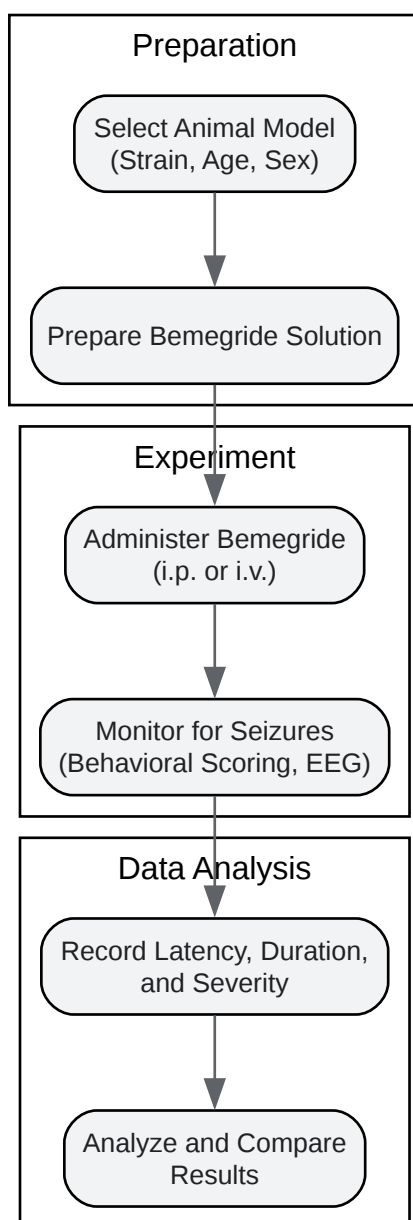 Preparation
Select Animal Model
(Strain, Age, Sex)
Prepare Bemegride Solution
Experiment
Administer Bemegride
(i.p. or i.v.)
Monitor for Seizures
(Behavioral Scoring, EEG)
Data Analysis
Record Latency, Duration,
and Severity
Analyze and Compare
Results